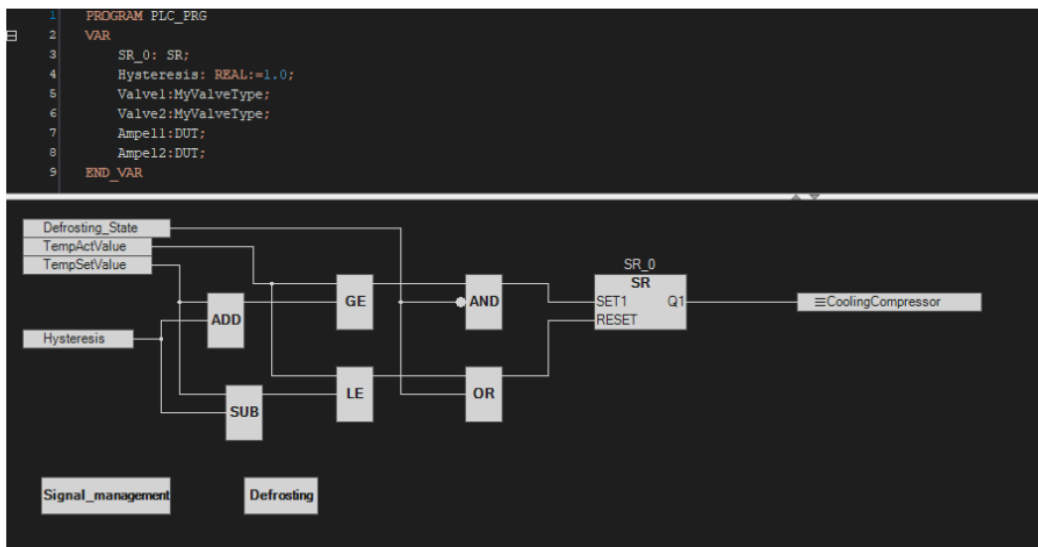 1 PROGRAM PLC_PRG
2 VAR
3 SR_0: SR;
4 Hysteresis: REAL:=1.0;
5 Valve1:MyValveType;
6 Valve2:MyValveType;
7 Ampel1:DUT;
8 Ampel2:DUT;
9 END_VAR
Defrosting_State
TempActValue
TempSetValue
Hysteresis
ADD
SUB
GE
LE
AND
OR
SR_0
SR
SET1 Q1
RESET
CoolingCompressor
Signal_management
Defrosting